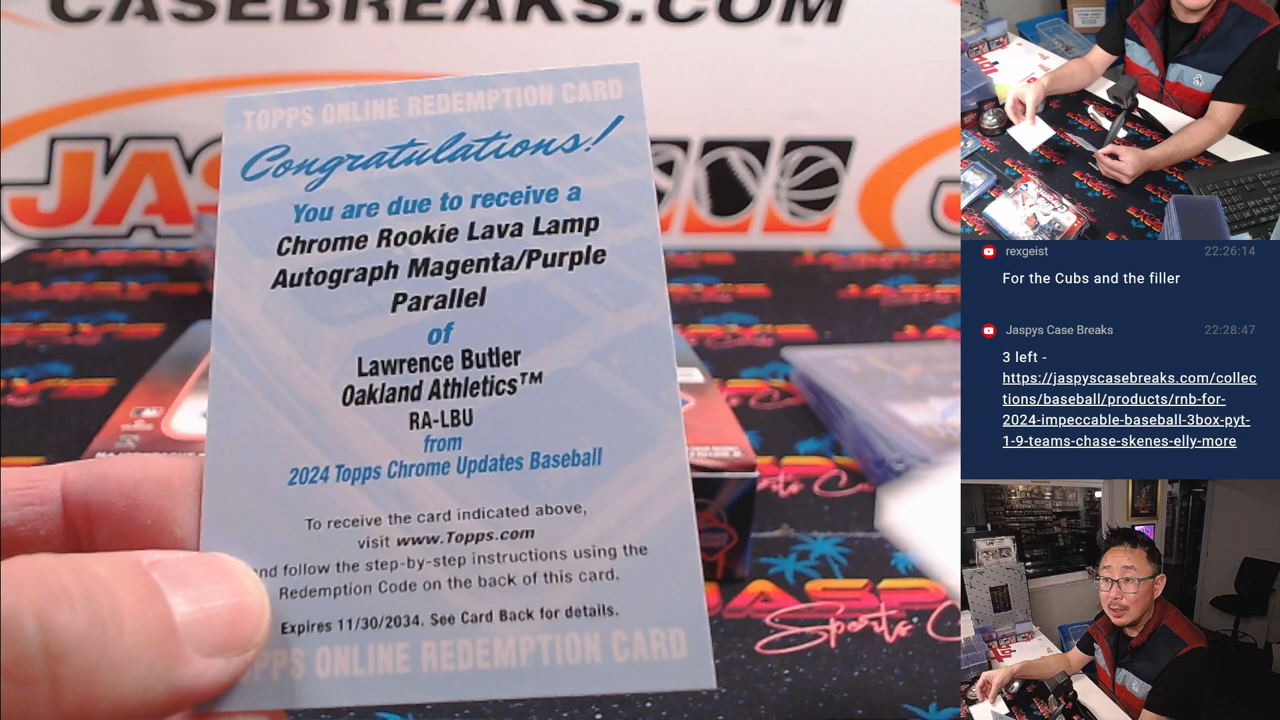 CASEBREAKS.COM
TOPPS ONLINE REDEMPTION CARD
Congratulations!
You are due to receive a
Chrome Rookie Lava Lamp
Autograph Magenta/Purple
Parallel
of
Lawrence Butler
Oakland Athletics™
RA-LBU
from
2024 Topps Chrome Updates Baseball
To receive the card indicated above,
visit www.Topps.com
and follow the step-by-step instructions using the
Redemption Code on the back of this card.
Expires 11/30/2034. See Card Back for details.
TOPPS ONLINE REDEMPTION CARD
JAS
JASP
Sports C
rexgeist 22:26:14
For the Cubs and the filler
Jaspys Case Breaks 22:28:47
3 left -
https://jaspyscasebreaks.com/collec
tions/baseball/products/rnb-for-
2024-impeccable-baseball-3box-pyt-
1-9-teams-chase-skenes-elly-more